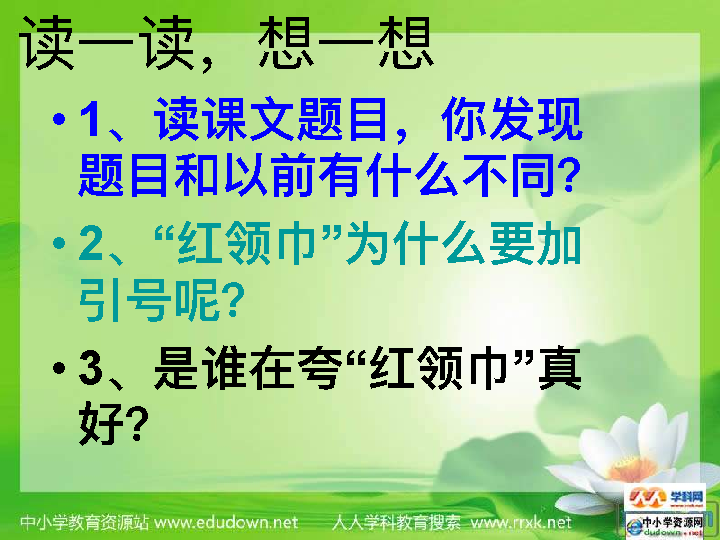 读一读，想一想
• 1、读课文题目，你发现
题目和以前有什么不同？
• 2、“红领巾”为什么要加
引号呢？
• 3、是谁在夸“红领巾”真
好？
学科网
中小学教育资源站 www.edudown.net 人人学科教育搜索 www.rrxk.net
中小学资源网